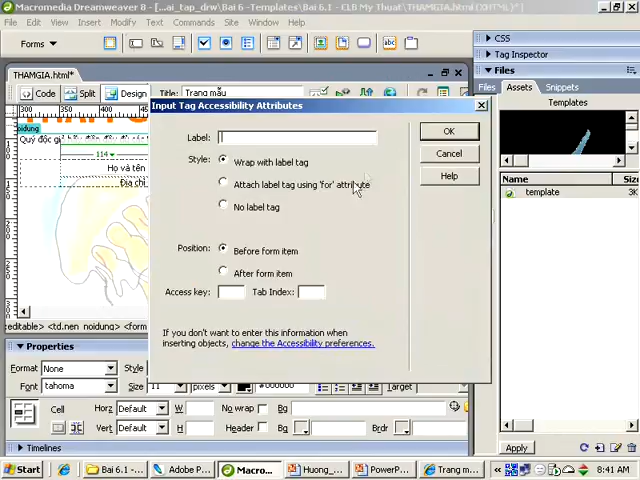 Macromedia Dreamweaver 8 - [...ai_tap_drw\Bai 6 -Templates\Bai 6.1 - CLB My Thuat\THAMGIA.html (XHTML)*]
File Edit View Insert Modify Text Commands Site Window Help
Forms
CSS
Tag Inspector
Files
Files Assets Snippets
Templates
Name
template
Apply
THAMGIA.html*
Code Split Design Title: Trang mẫu
Input Tag Accessibility Attributes
Label:
Style: Wrap with label tag
Attach label tag using 'for' attribute
No label tag
Position: Before form item
After form item
Access key: Tab Index:
If you don't want to enter this information when
inserting objects, change the Accessibility preferences.
OK
Cancel
Help
300 350
114
Họ và tên
Địa chỉ
<td.nen
Properties
Format None Style
Font tahoma Size 11 pixels #000000 Target
Cell Horz Default W No wrap Bg
Vert Default H Header Bg Brdr
Timelines
Start Bai 6.1 -... Adobe P... Macro... Huong_... PowerP... Trang m... 8:41 AM